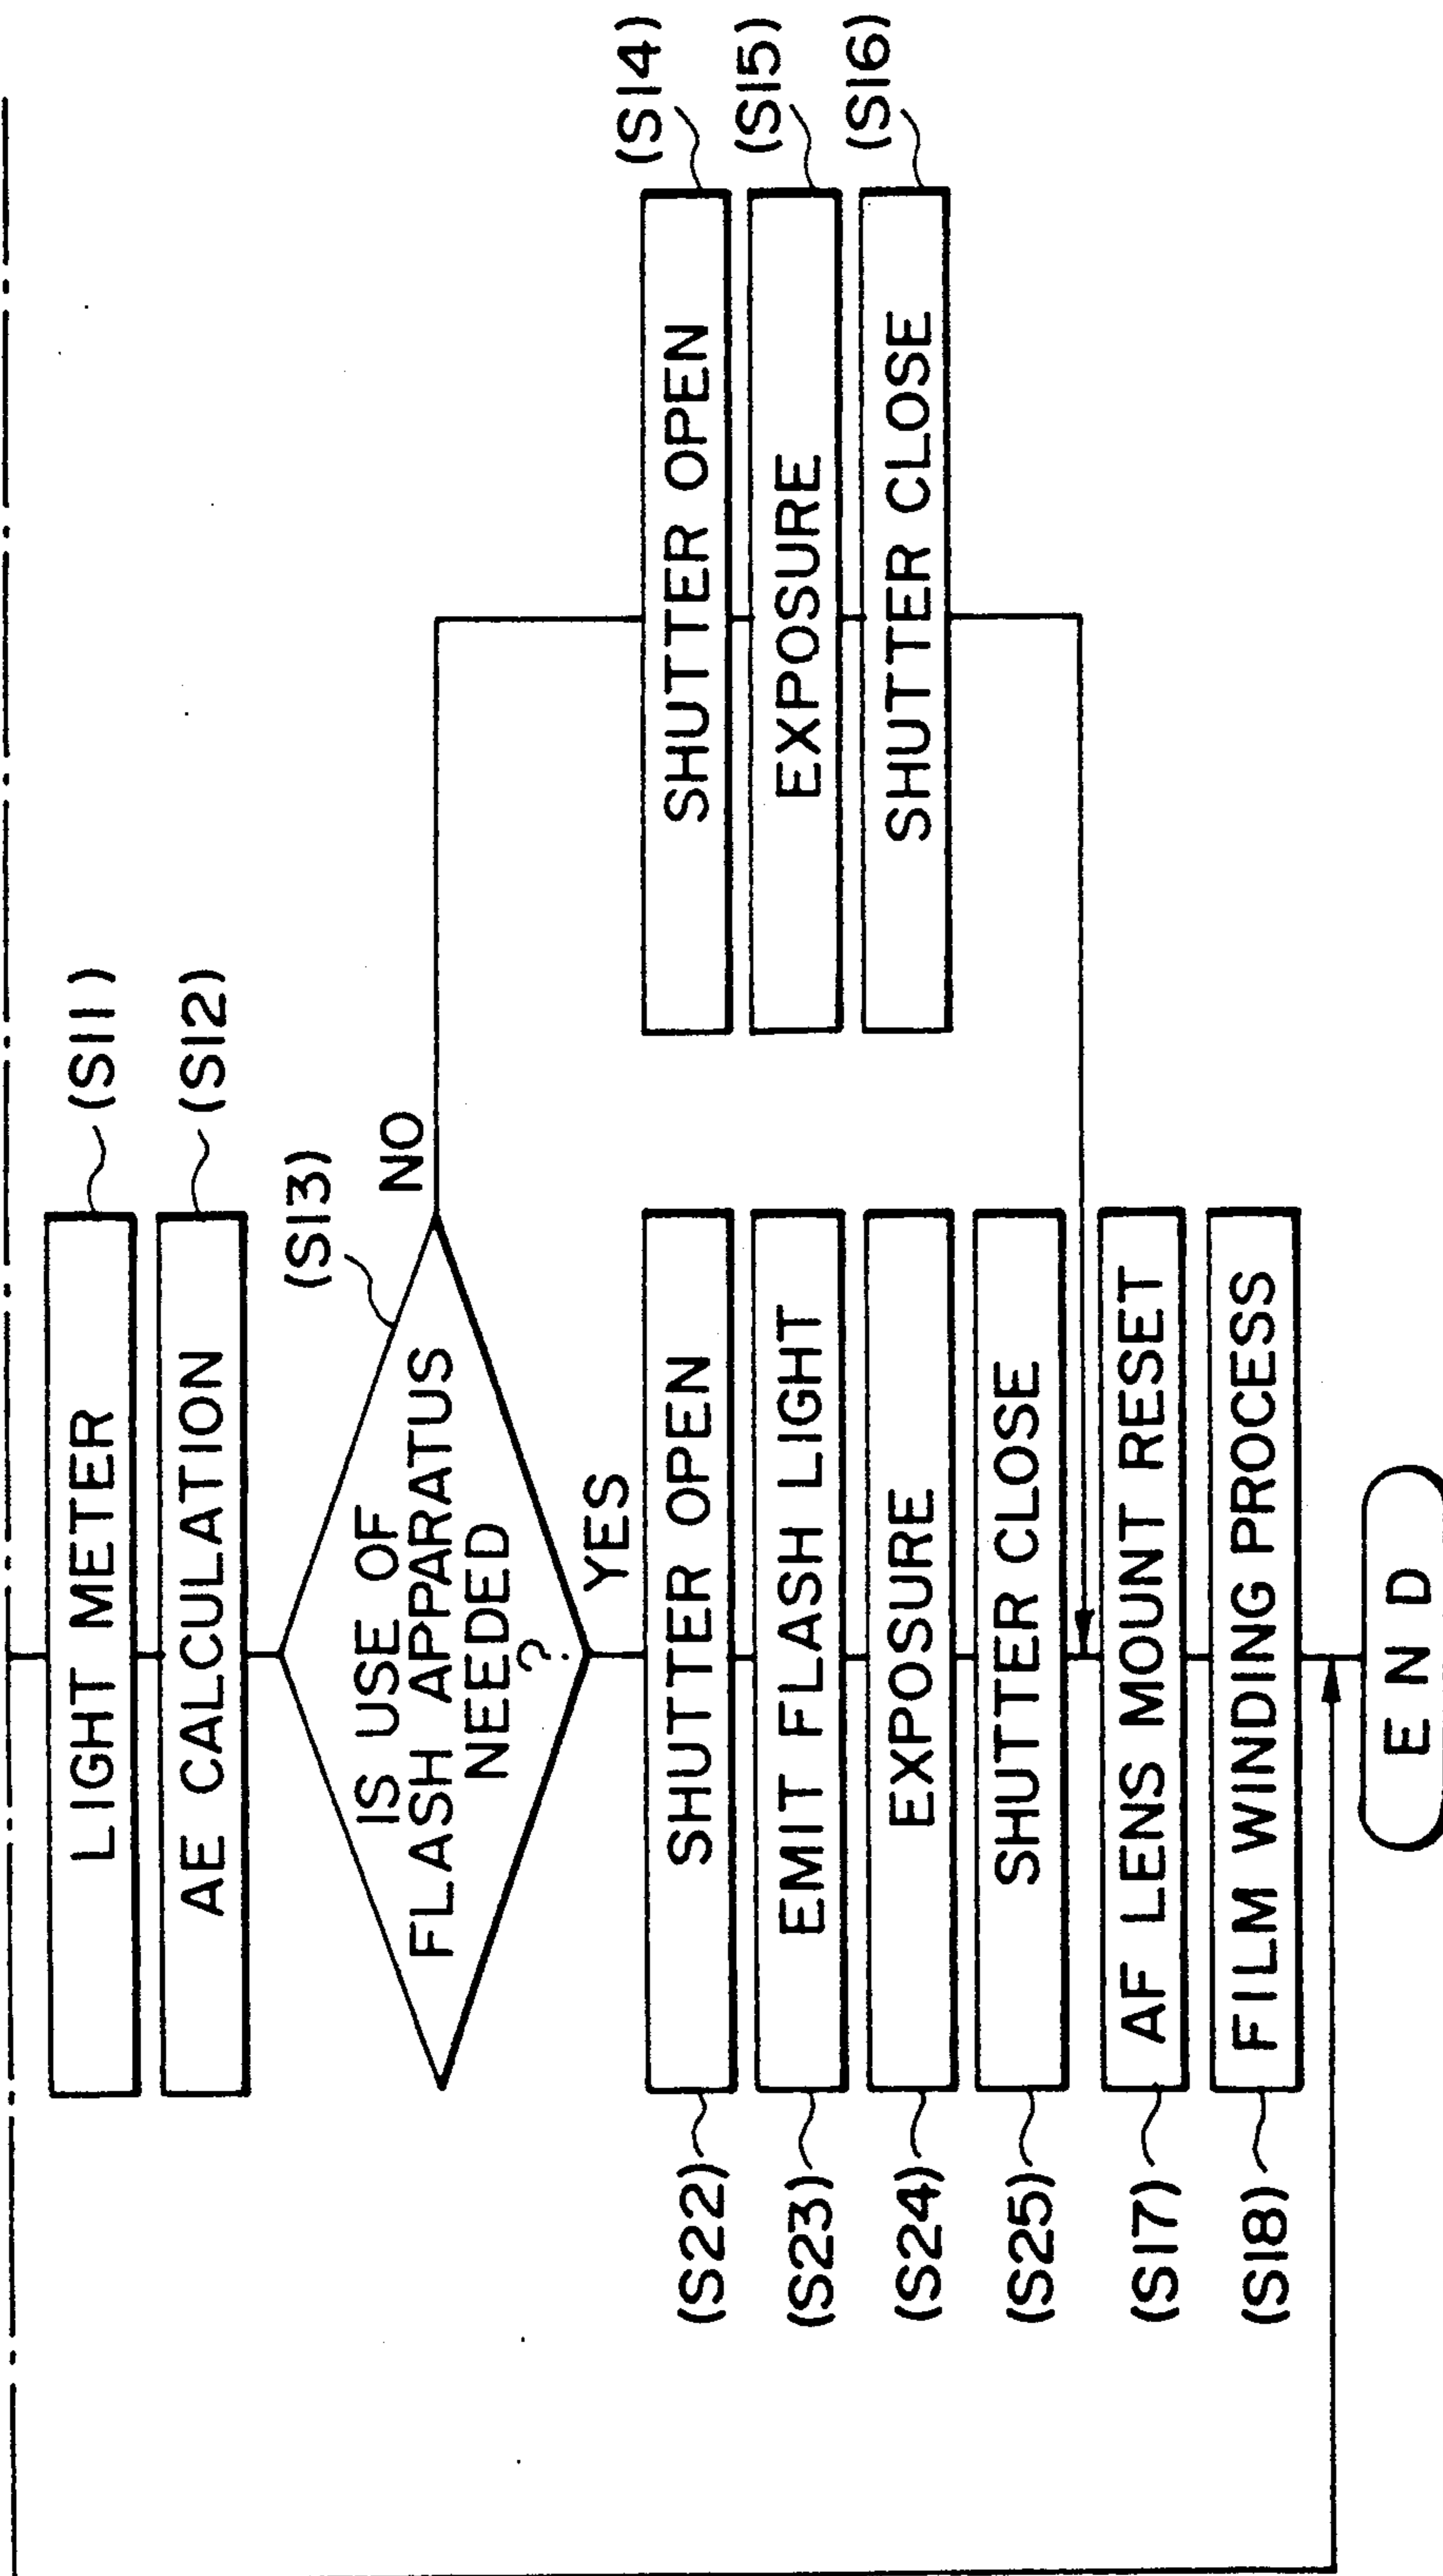 LIGHT METER
(S11)
AE CALCULATION
(S12)
(S13)
IS USE OF
FLASH APPARATUS
NEEDED
?
NO
YES
SHUTTER OPEN
(S14)
EXPOSURE
(S15)
SHUTTER CLOSE
(S16)
(S22)
SHUTTER OPEN
(S23)
EMIT FLASH LIGHT
(S24)
EXPOSURE
(S25)
SHUTTER CLOSE
(S17)
AF LENS MOUNT RESET
(S18)
FILM WINDING PROCESS
END